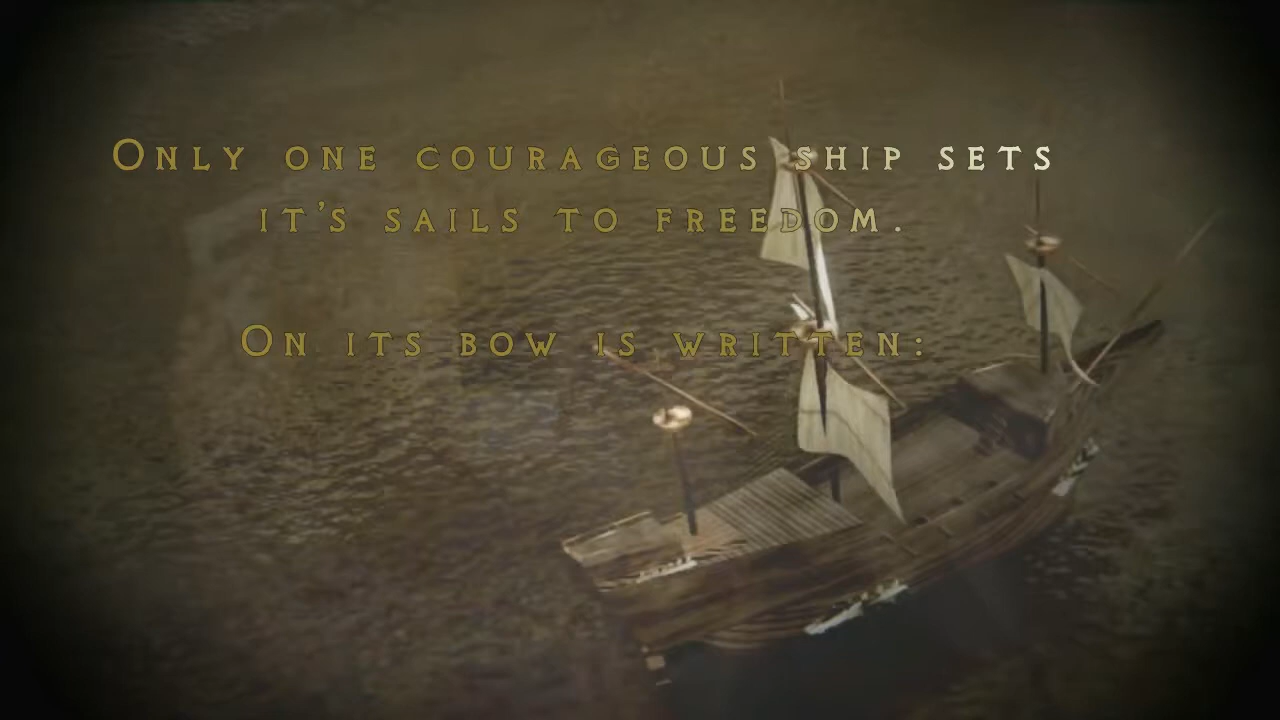 Only one courageous ship sets
it's sails to freedom.
On its bow is written: